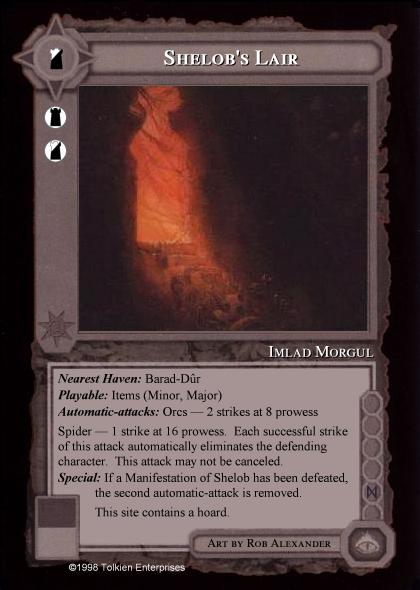 Shelob's Lair
Imlad Morgul
Nearest Haven: Barad-Dûr
Playable: Items (Minor, Major)
Automatic-attacks: Orcs — 2 strikes at 8 prowess
Spider — 1 strike at 16 prowess. Each successful strike
of this attack automatically eliminates the defending
character. This attack may not be canceled.
Special: If a Manifestation of Shelob has been defeated,
the second automatic-attack is removed.
This site contains a hoard.
Art by Rob Alexander
©1998 Tolkien Enterprises